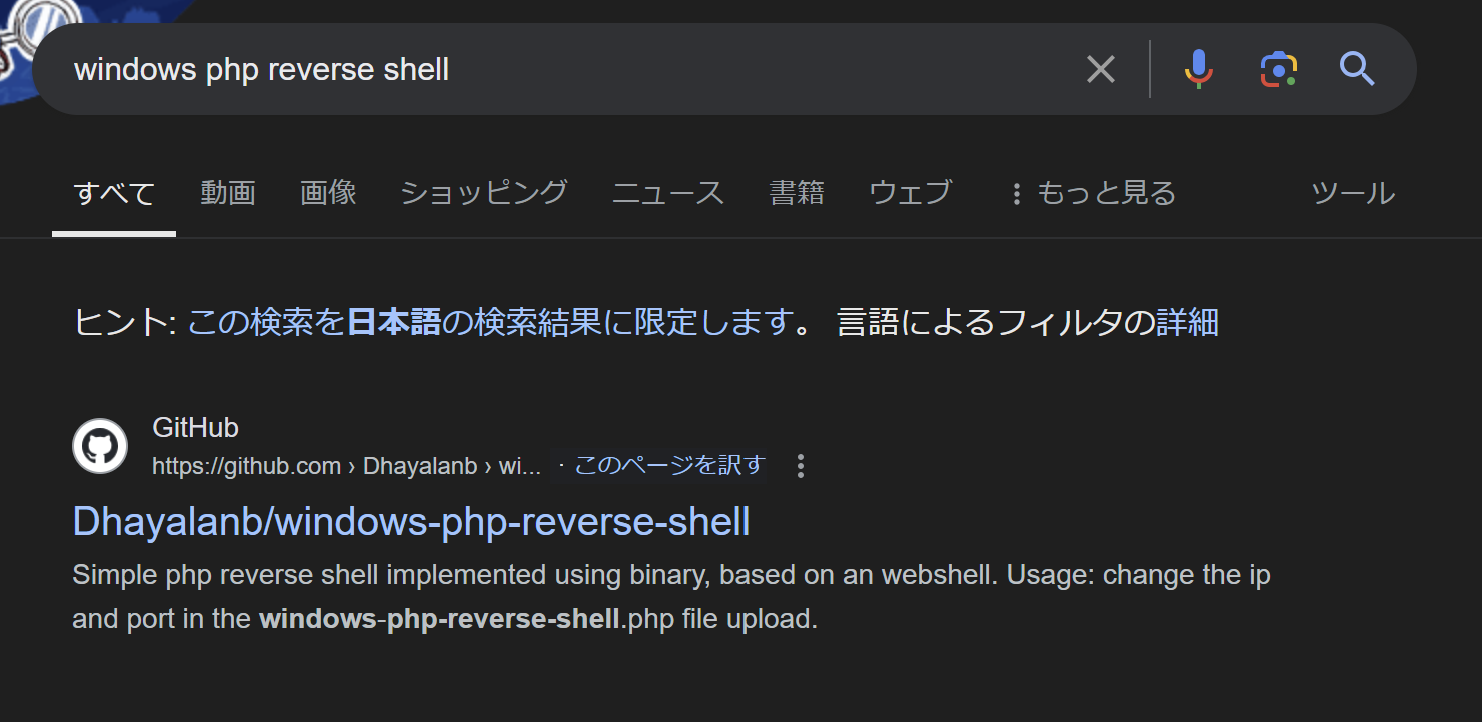 windows php reverse shell
すべて 動画 画像 ショッピング ニュース 書籍 ウェブ もっと見る ツール
ヒント: この検索を日本語の検索結果に限定します。 言語によるフィルタの詳細
GitHub
https://github.com › Dhayalanb › wi... · このページを訳す
Dhayalanb/windows-php-reverse-shell
Simple php reverse shell implemented using binary, based on an webshell. Usage: change the ip
and port in the windows-php-reverse-shell.php file upload.